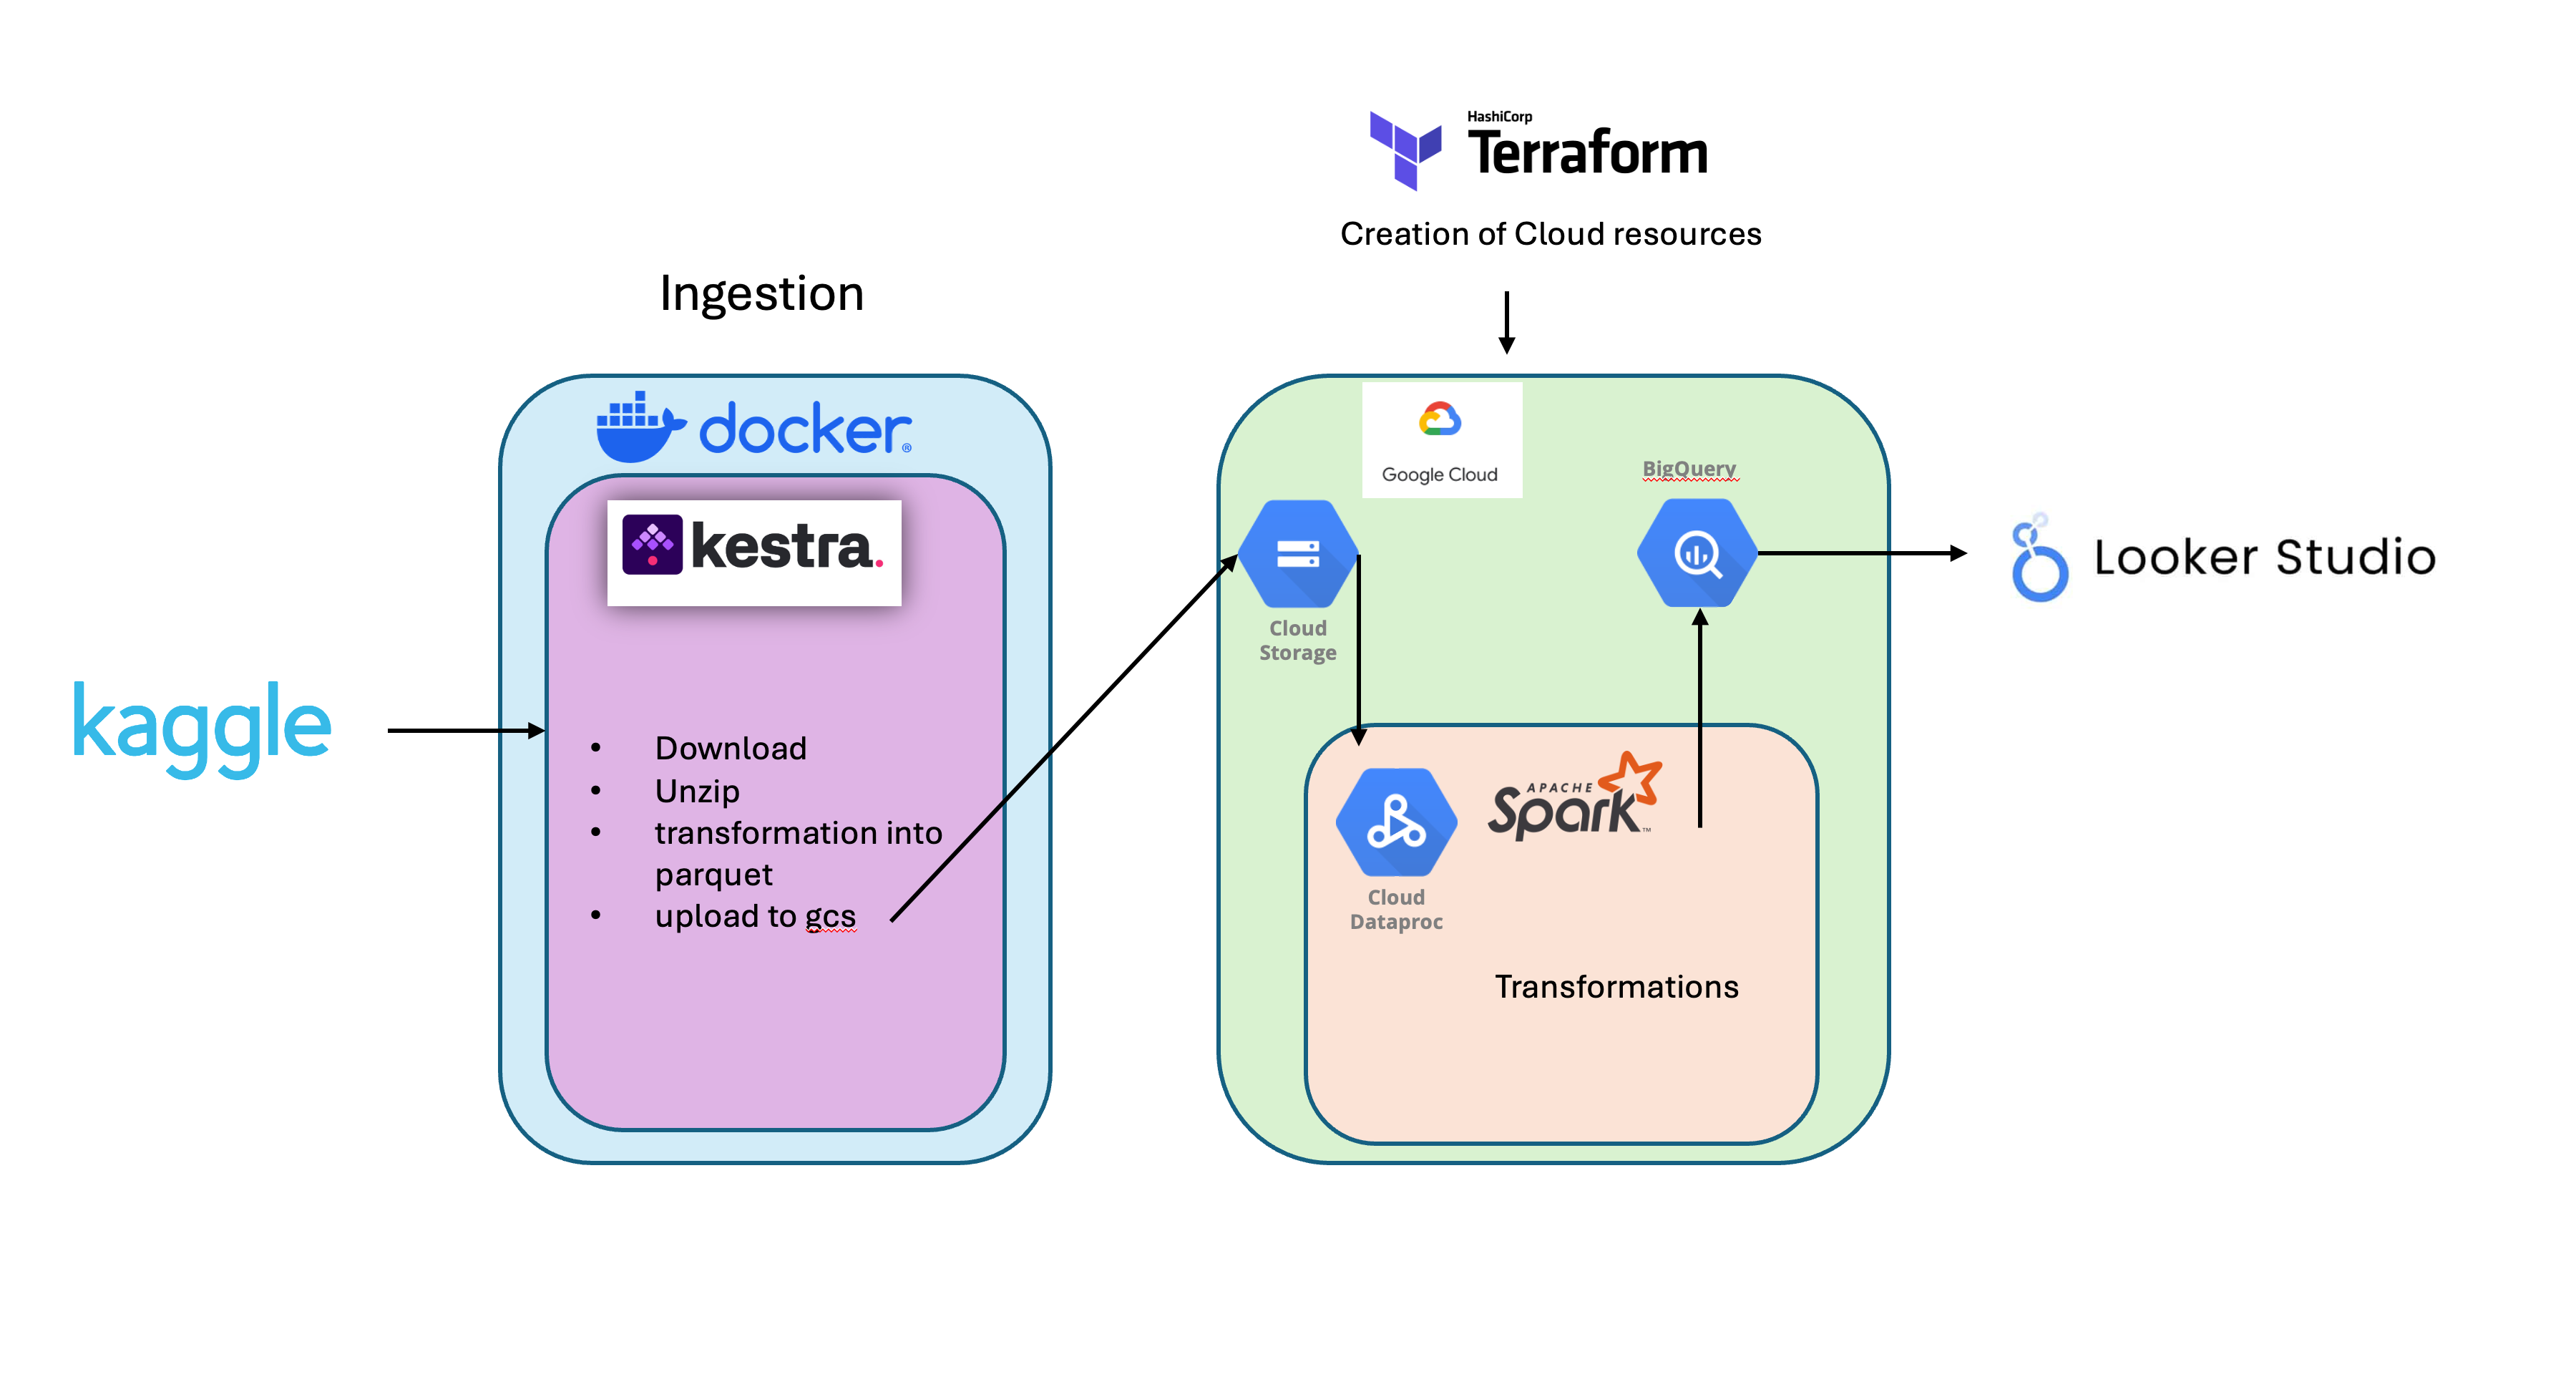 HashiCorp
Terraform
Creation of Cloud resources
Ingestion
docker®
kestra.
Google Cloud
BigQuery
Cloud
Storage
Looker Studio
kaggle
• Download
• Unzip
• transformation into
parquet
• upload to gcs
APACHE
Spark™
Cloud
Dataproc
Transformations